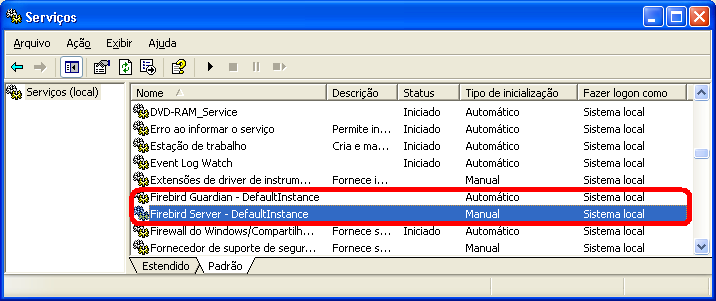 Serviços
Arquivo Ação Exibir Ajuda
Serviços (local)
Nome Descrição Status Tipo de inicialização Fazer logon como
DVD-RAM_Service Iniciado Automático Sistema local
Erro ao informar o serviço Permite in... Iniciado Automático Sistema local
Estação de trabalho Cria e ma... Iniciado Automático Sistema local
Event Log Watch Iniciado Automático Sistema local
Extensões de driver de instrum... Fornece i... Manual Sistema local
Firebird Guardian - DefaultInstance Automático Sistema local
Firebird Server - DefaultInstance Manual Sistema local
Firewall do Windows/Compartilh... Fornece s... Iniciado Automático Sistema local
Fornecedor de suporte de segur... Fornece s... Manual Sistema local
Estendido Padrão